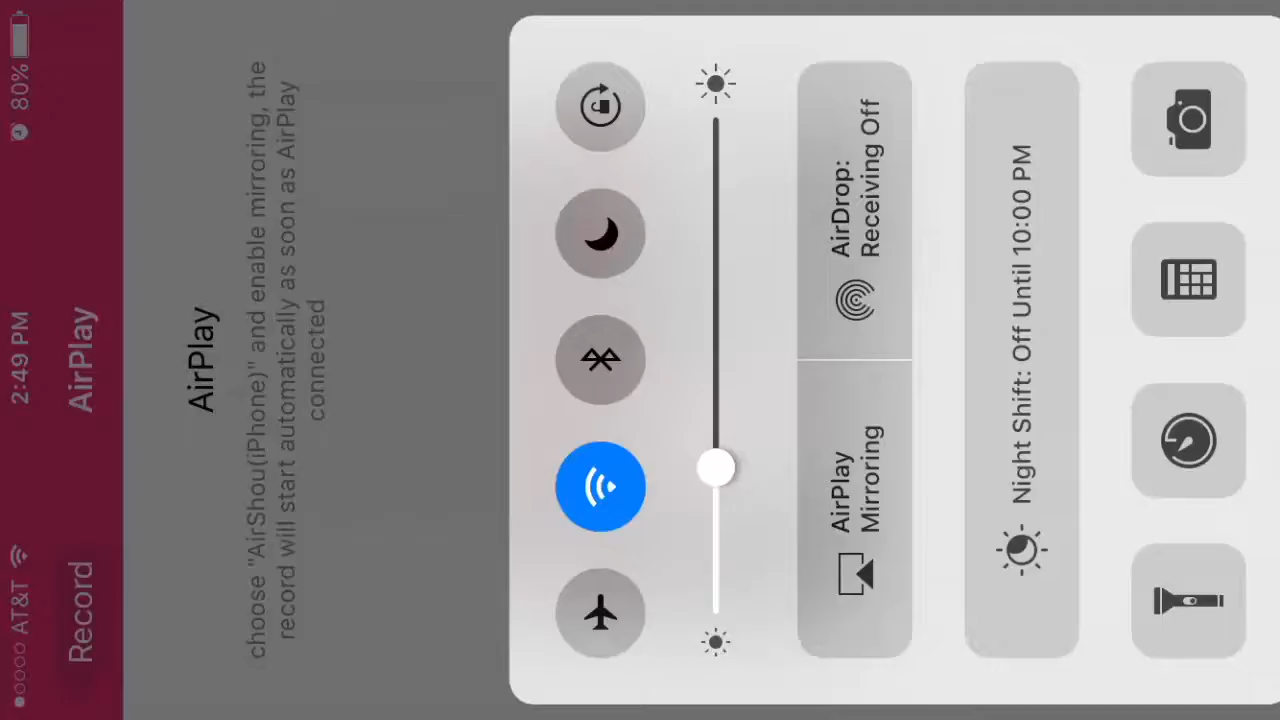 AT&T 2:49 PM 80%
Record AirPlay
AirPlay
choose "AirShou(iPhone)" and enable mirroring, the
record will start automatically as soon as AirPlay
connected
AirPlay
Mirroring
AirDrop:
Receiving Off
Night Shift: Off Until 10:00 PM